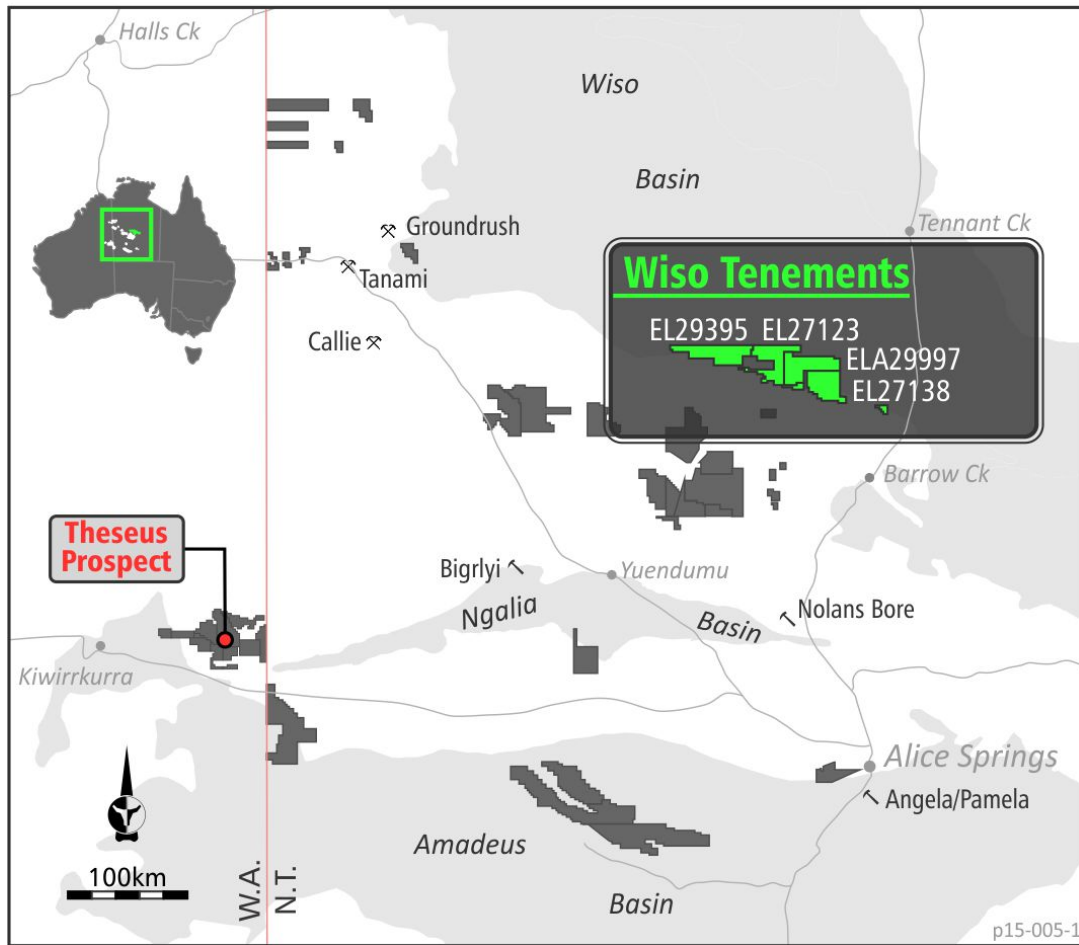 Halls Ck
Wiso
Basin
Groundrush
Tennant Ck
Tanami
Wiso Tenements
EL29395 EL27123
Callie
ELA29997
EL27138
Barrow Ck
Theseus
Prospect
Bigrlyi
Yuendumu
Ngalia
Basin
Nolans Bore
Kiwirrkurra
Alice Springs
Angela/Pamela
Amadeus
100km
W.A.
N.T.
Basin
p15-005-1